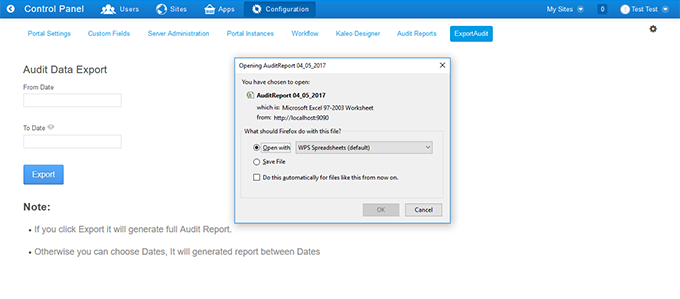 Control Panel Users Sites Apps Configuration My Sites 0 Test Test
Portal Settings Custom Fields Server Administration Portal Instances Workflow Kaleo Designer Audit Reports ExportAudit
Audit Data Export
From Date
To Date
Export
Note:
• If you click Export it will generate full Audit Report.
• Otherwise you can choose Dates, It will generated report between Dates
Opening AuditReport 04_05_2017
You have chosen to open:
AuditReport 04_05_2017
which is: Microsoft Excel 97-2003 Worksheet
from: http://localhost:9090
What should Firefox do with this file?
Open with WPS Spreadsheets (default)
Save File
Do this automatically for files like this from now on.
OK Cancel